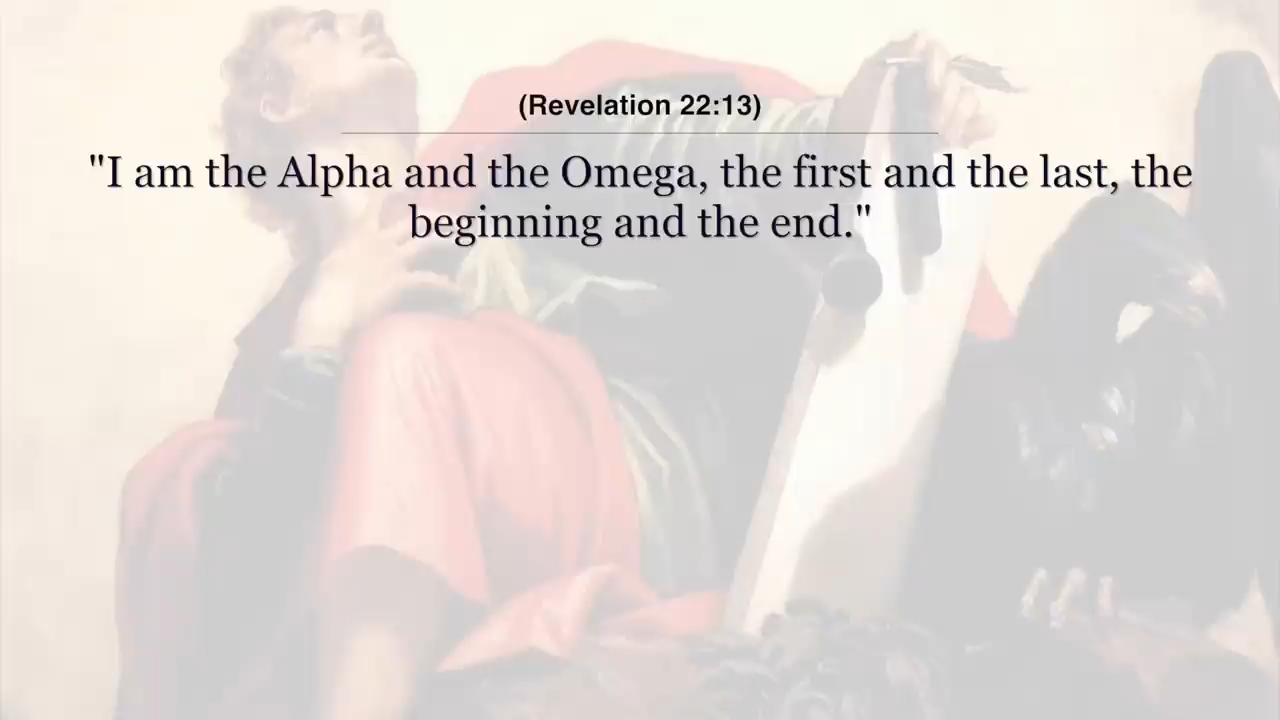 (Revelation 22:13)
"I am the Alpha and the Omega, the first and the last, the
beginning and the end."